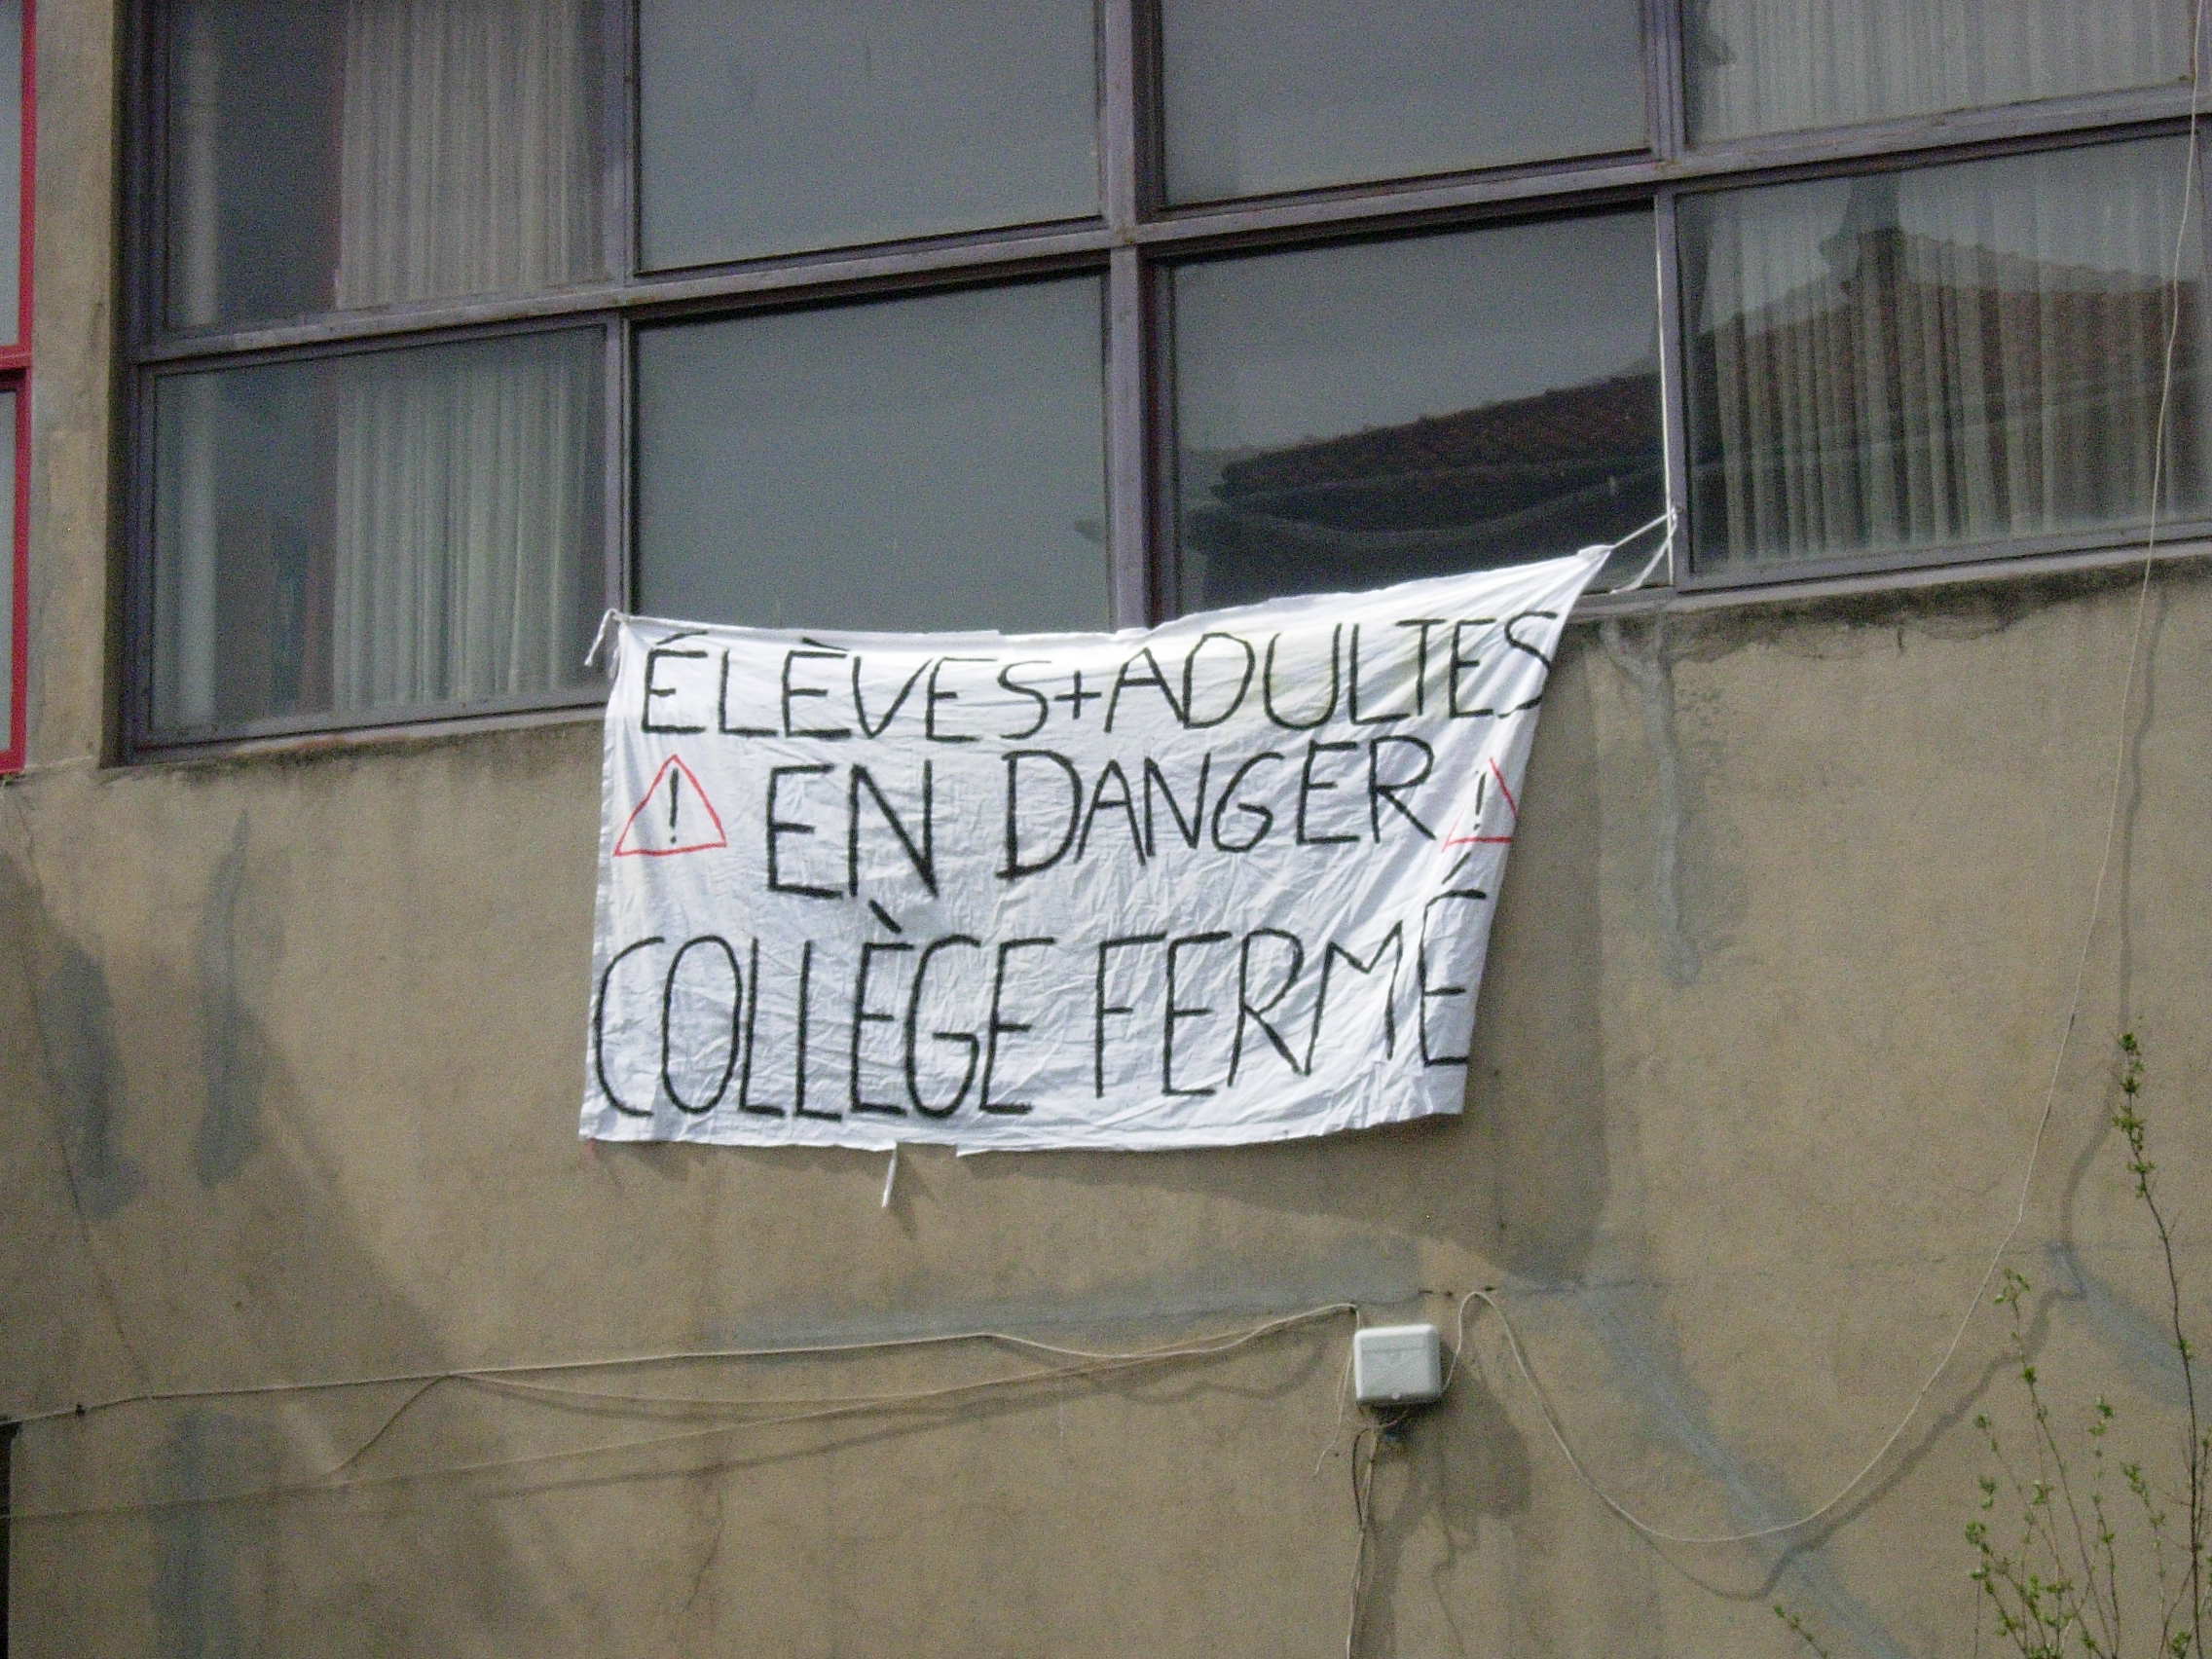 ÉLÈVES+ADULTES
! EN DANGER !
COLLÈGE FERMÉ